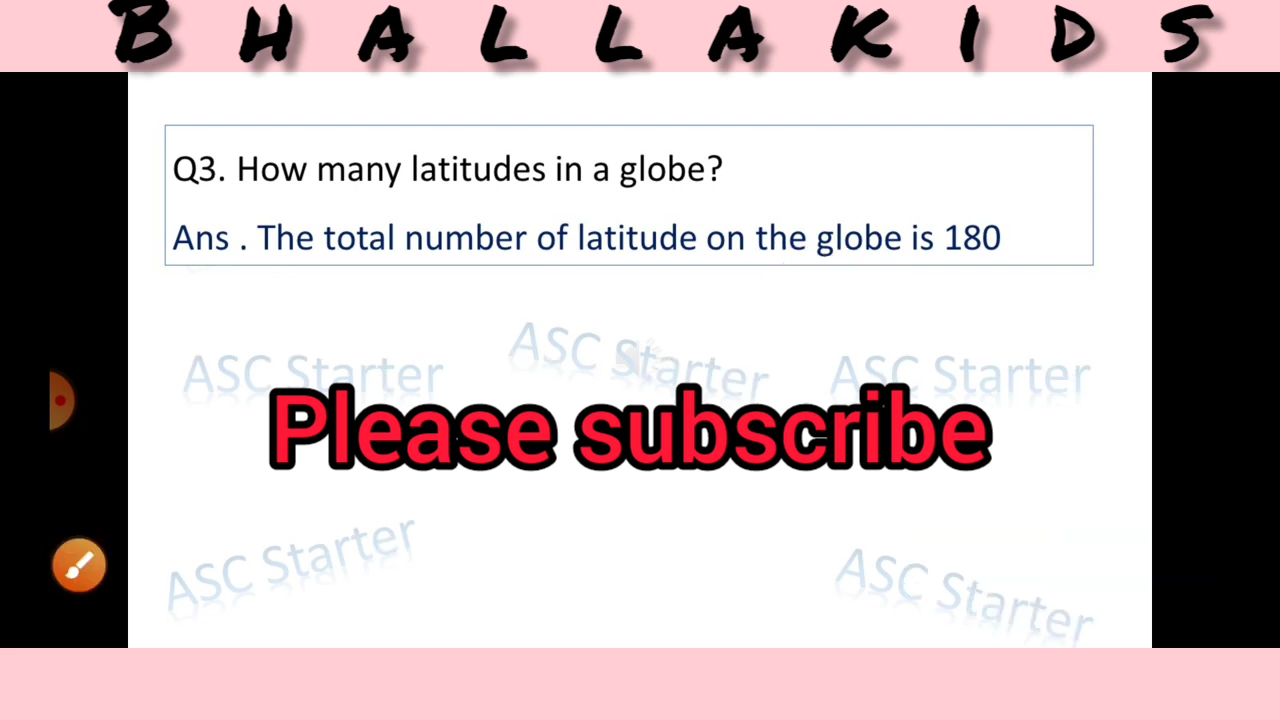 B H A L L A K I D S
Q3. How many latitudes in a globe?
Ans . The total number of latitude on the globe is 180
ASC Starter
ASC Starter
ASC Starter
Please subscribe
ASC Starter
ASC Starter